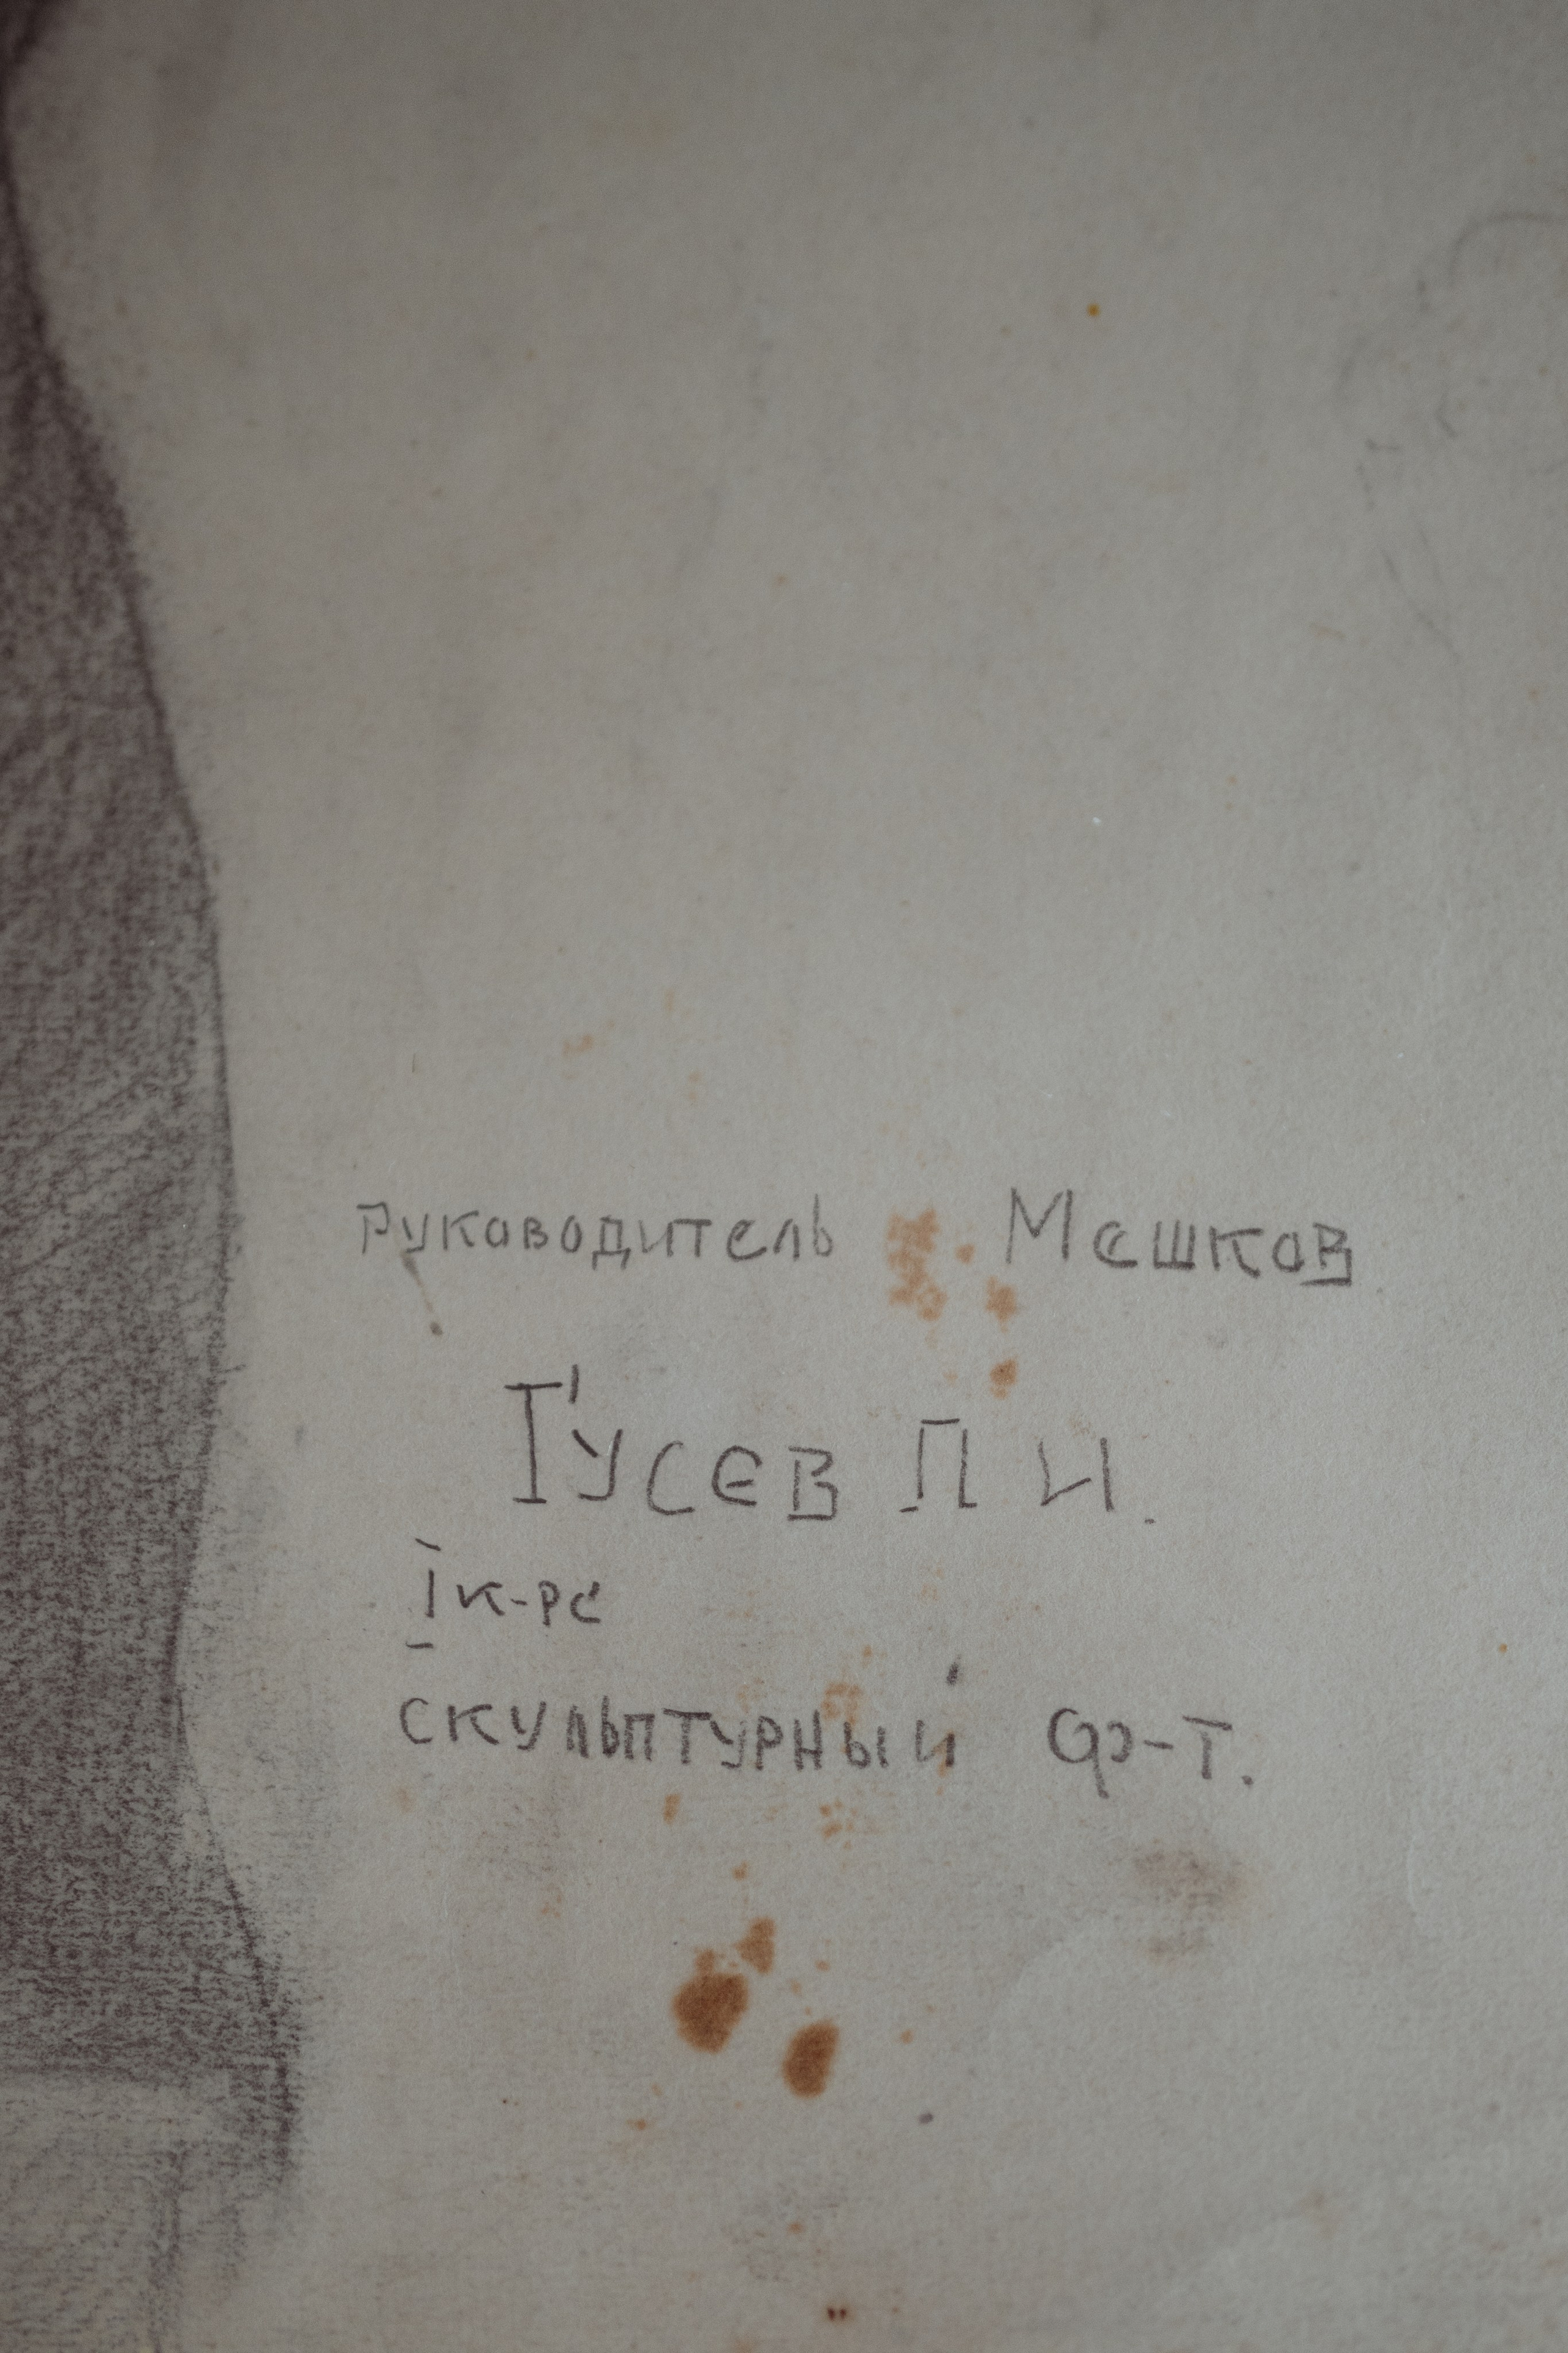 руководитель Мешков
Гусев П И.
I к-рс
скульптурный ф-т.